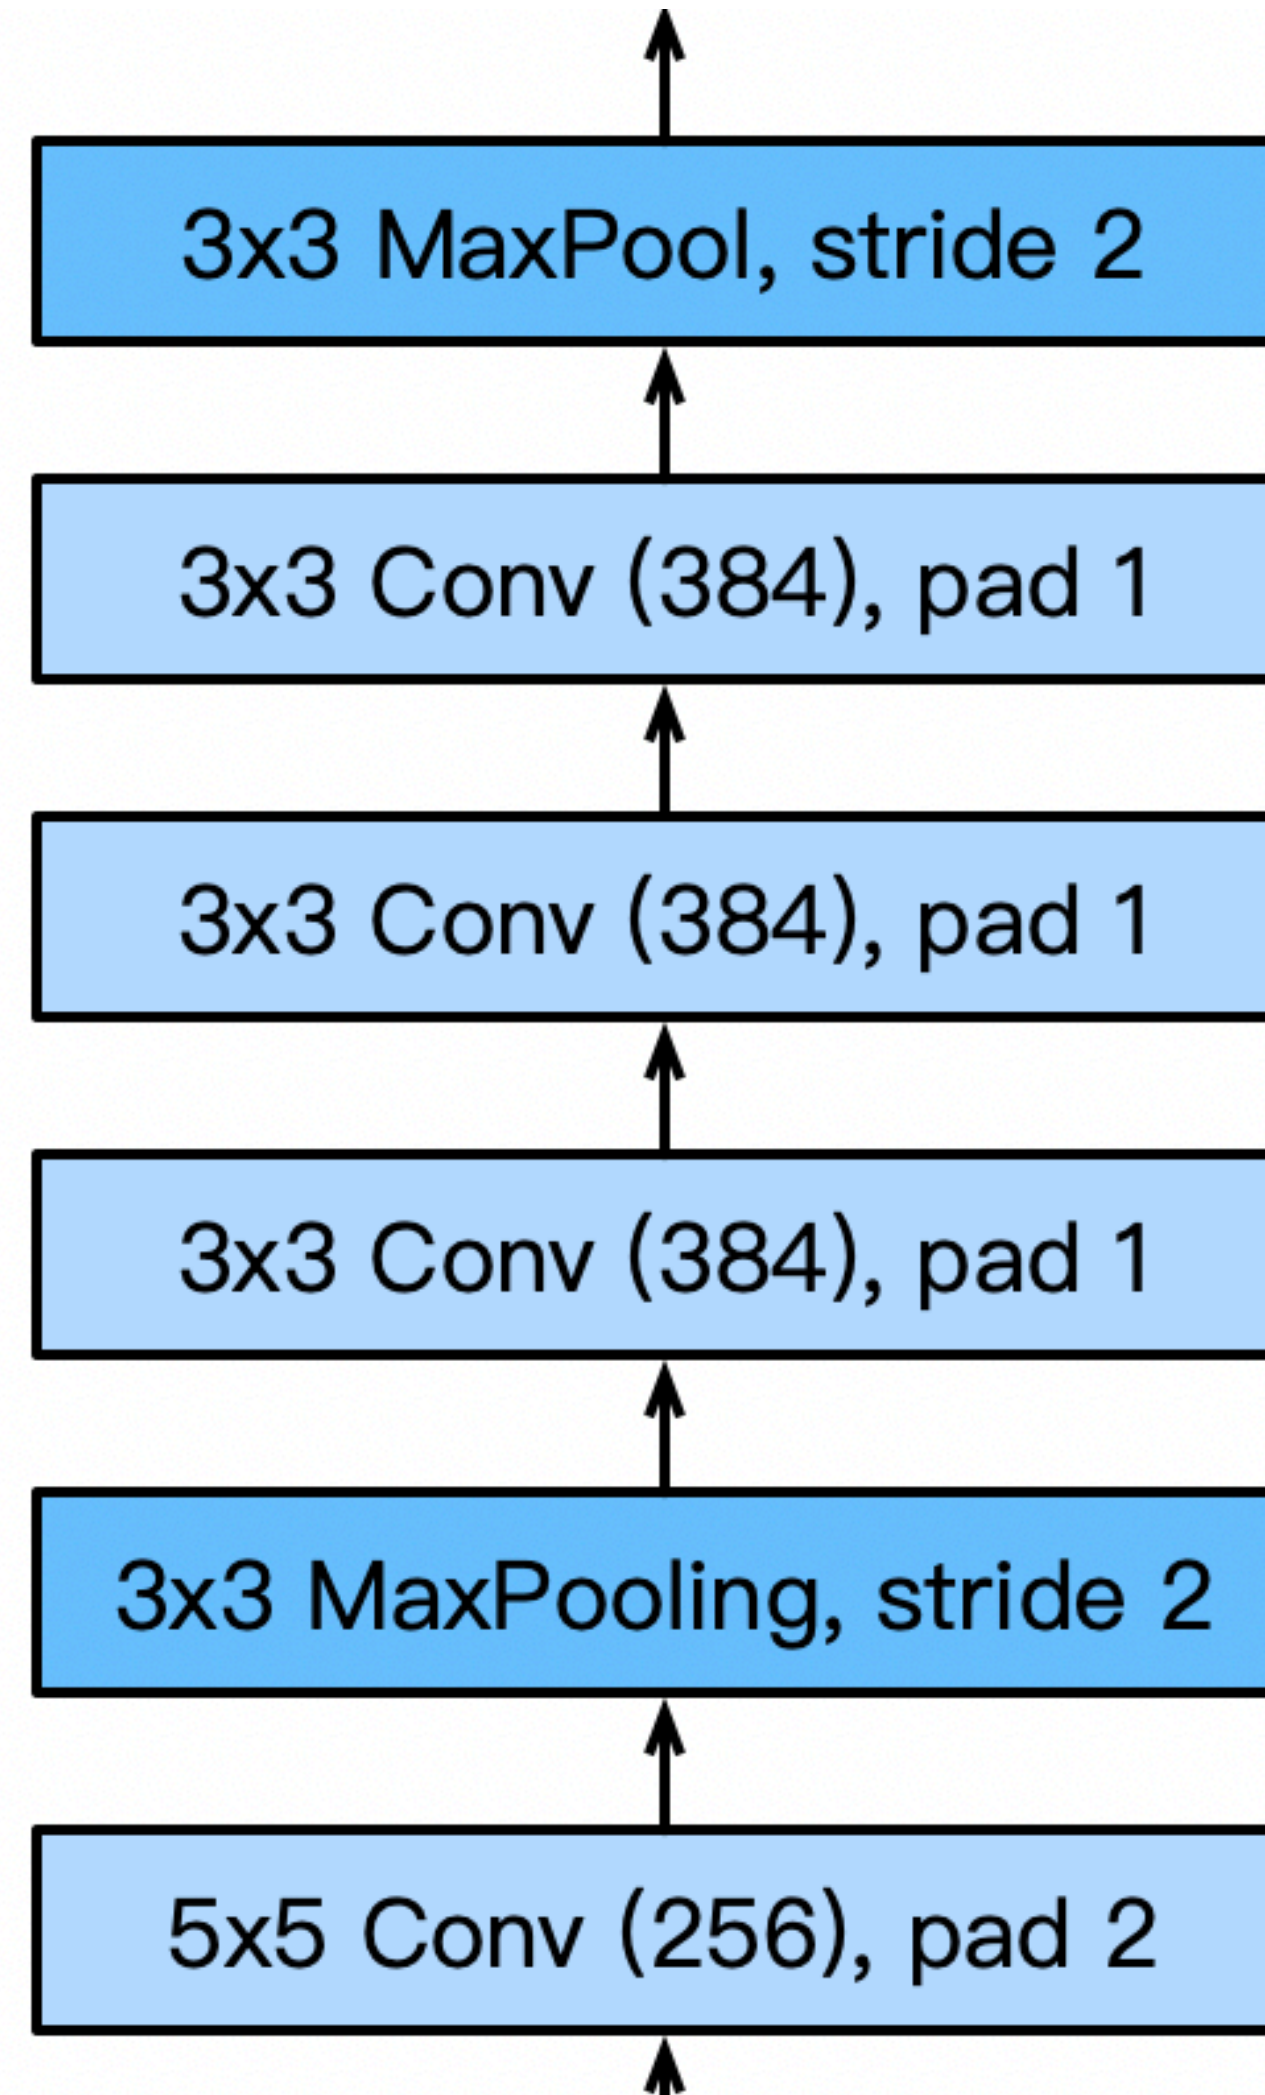 3x3 MaxPool, stride 2
3x3 Conv (384), pad 1
3x3 Conv (384), pad 1
3x3 Conv (384), pad 1
3x3 MaxPooling, stride 2
5x5 Conv (256), pad 2